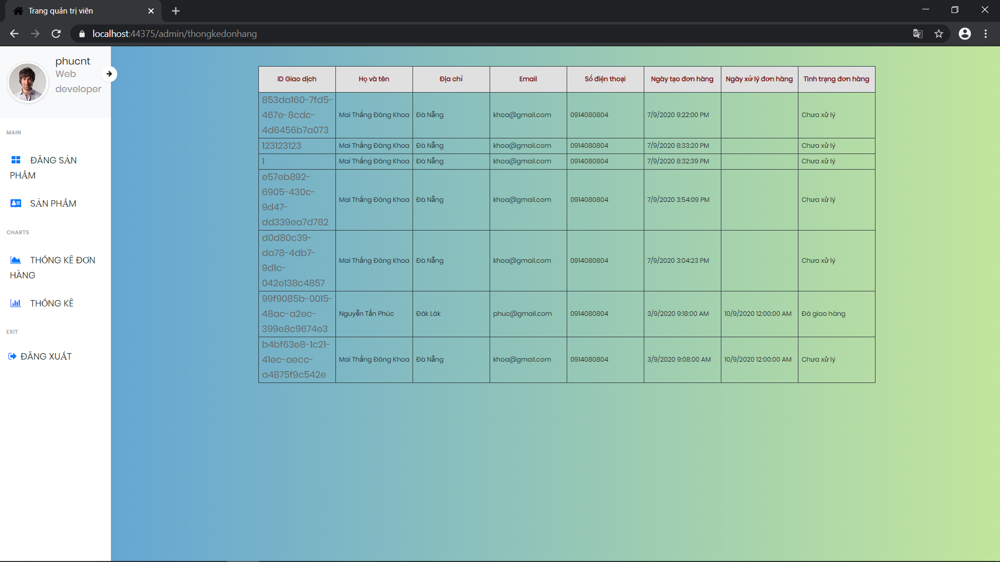 Trang quản trị viên
localhost:44375/admin/thongkedonhang
phucnt
Web
developer
MAIN
ĐĂNG SẢN
PHẨM
SẢN PHẨM
CHARTS
THỐNG KÊ ĐƠN
HÀNG
THỐNG KÊ
EXIT
ĐĂNG XUẤT
ID Giao dịch Họ và tên Địa chỉ Email Số điện thoại Ngày tạo đơn hàng Ngày xử lý đơn hàng Tình trạng đơn hàng
853da160-7fd5-
467e-8cdc-
4d6456b7a073
Mai Thắng Đăng Khoa Đà Nẵng khoa@gmail.com 0914080804 7/9/2020 9:22:00 PM Chưa xử lý
123123123 Mai Thắng Đăng Khoa Đà Nẵng khoa@gmail.com 0914080804 7/9/2020 8:33:20 PM Chưa xử lý
1 Mai Thắng Đăng Khoa Đà Nẵng khoa@gmail.com 0914080804 7/9/2020 8:32:39 PM Chưa xử lý
e57eb892-
6905-430c-
9d47-
dd339ea7d782
Mai Thắng Đăng Khoa Đà Nẵng khoa@gmail.com 0914080804 7/9/2020 3:54:09 PM Chưa xử lý
d0d80c39-
da78-4db7-
9d1c-
042e138c4857
Mai Thắng Đăng Khoa Đà Nẵng khoa@gmail.com 0914080804 7/9/2020 3:04:23 PM Chưa xử lý
99f9085b-0015-
48ac-a2ec-
399e8c9674e3
Nguyễn Tấn Phúc Đăk Lăk phuc@gmail.com 0914080804 3/9/2020 9:18:00 AM 10/9/2020 12:00:00 AM Đã giao hàng
b4bf63e8-1c21-
41ec-aecc-
a4875f9c542e
Mai Thắng Đăng Khoa Đà Nẵng khoa@gmail.com 0914080804 3/9/2020 9:08:00 AM 10/9/2020 12:00:00 AM Chưa xử lý